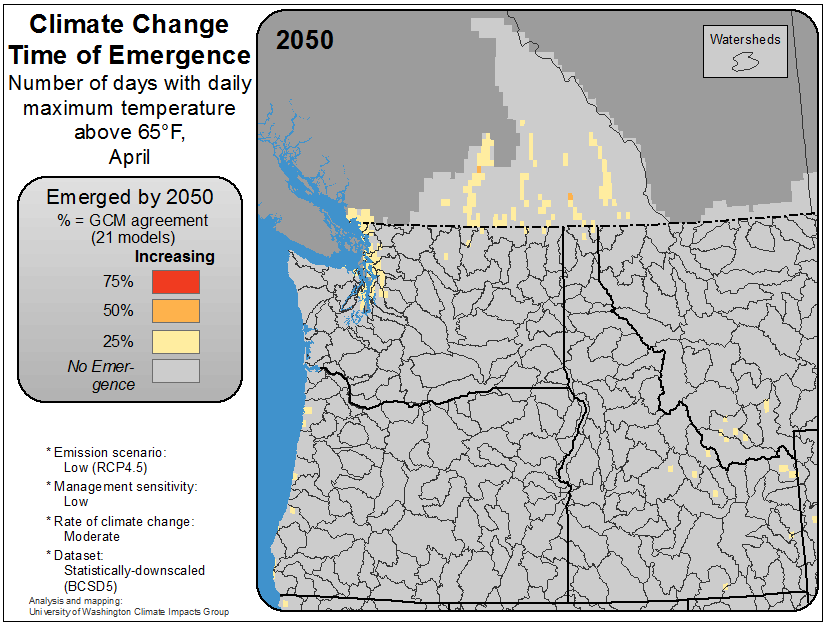 Climate Change
Time of Emergence
Number of days with daily
maximum temperature
above 65°F,
April
Emerged by 2050
% = GCM agreement
(21 models)
Increasing
75%
50%
25%
No Emer-
gence
* Emission scenario:
Low (RCP4.5)
* Management sensitivity:
Low
* Rate of climate change:
Moderate
* Dataset:
Statistically-downscaled
(BCSD5)
Analysis and mapping:
University of Washington Climate Impacts Group
2050
Watersheds